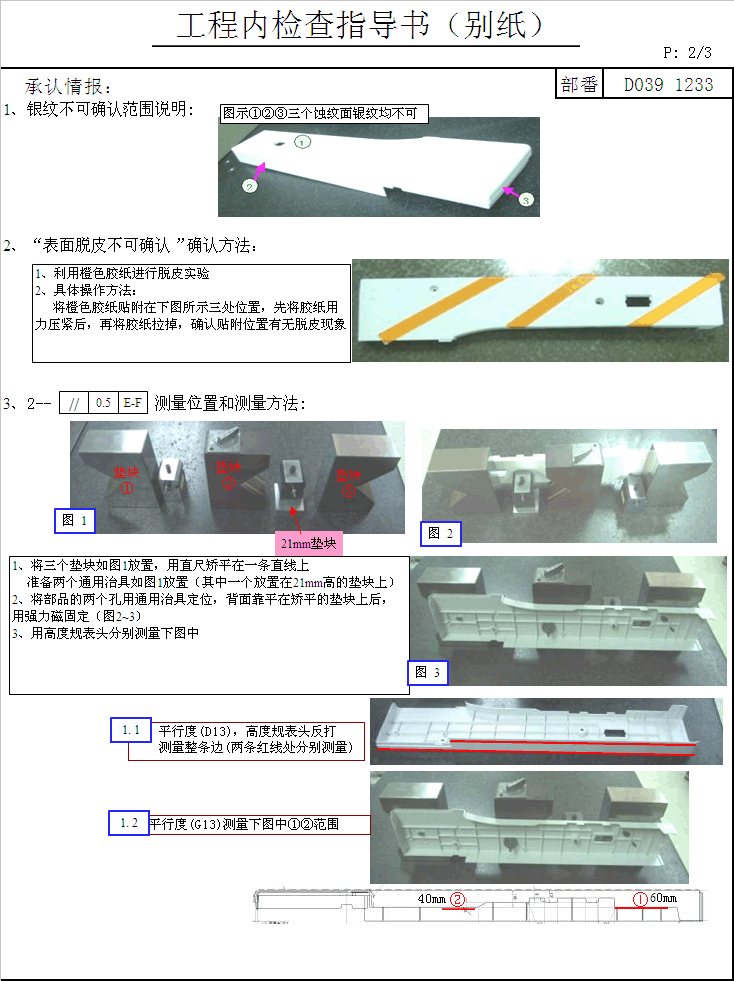 工程内检查指导书（别纸）
P: 2/3
承认情报：
部番 D039 1233
1、银纹不可确认范围说明:
图示①②③三个蚀纹面银纹均不可
①
②
③
2、“表面脱皮不可确认 ”确认方法：
1、利用橙色胶纸进行脱皮实验
2、具体操作方法：
将橙色胶纸贴附在下图所示三处位置，先将胶纸用
力压紧后，再将胶纸拉掉，确认贴附位置有无脱皮现象
3、2-- // 0.5 E-F 测量位置和测量方法:
垫块
①
图 1
21mm垫块
图 2
1、将三个垫块如图1放置，用直尺矫平在一条直线上
准备两个通用治具如图1放置（其中一个放置在21mm高的垫块上）
2、将部品的两个孔用通用治具定位，背面靠平在矫平的垫块上后，
用强力磁固定（图2~3）
3、用高度规表头分别测量下图中
图 3
1.1 平行度(D13)，高度规表头反打
测量整条边(两条红线处分别测量)
1.2 平行度(G13)测量下图中①②范围
40mm ② ① 60mm